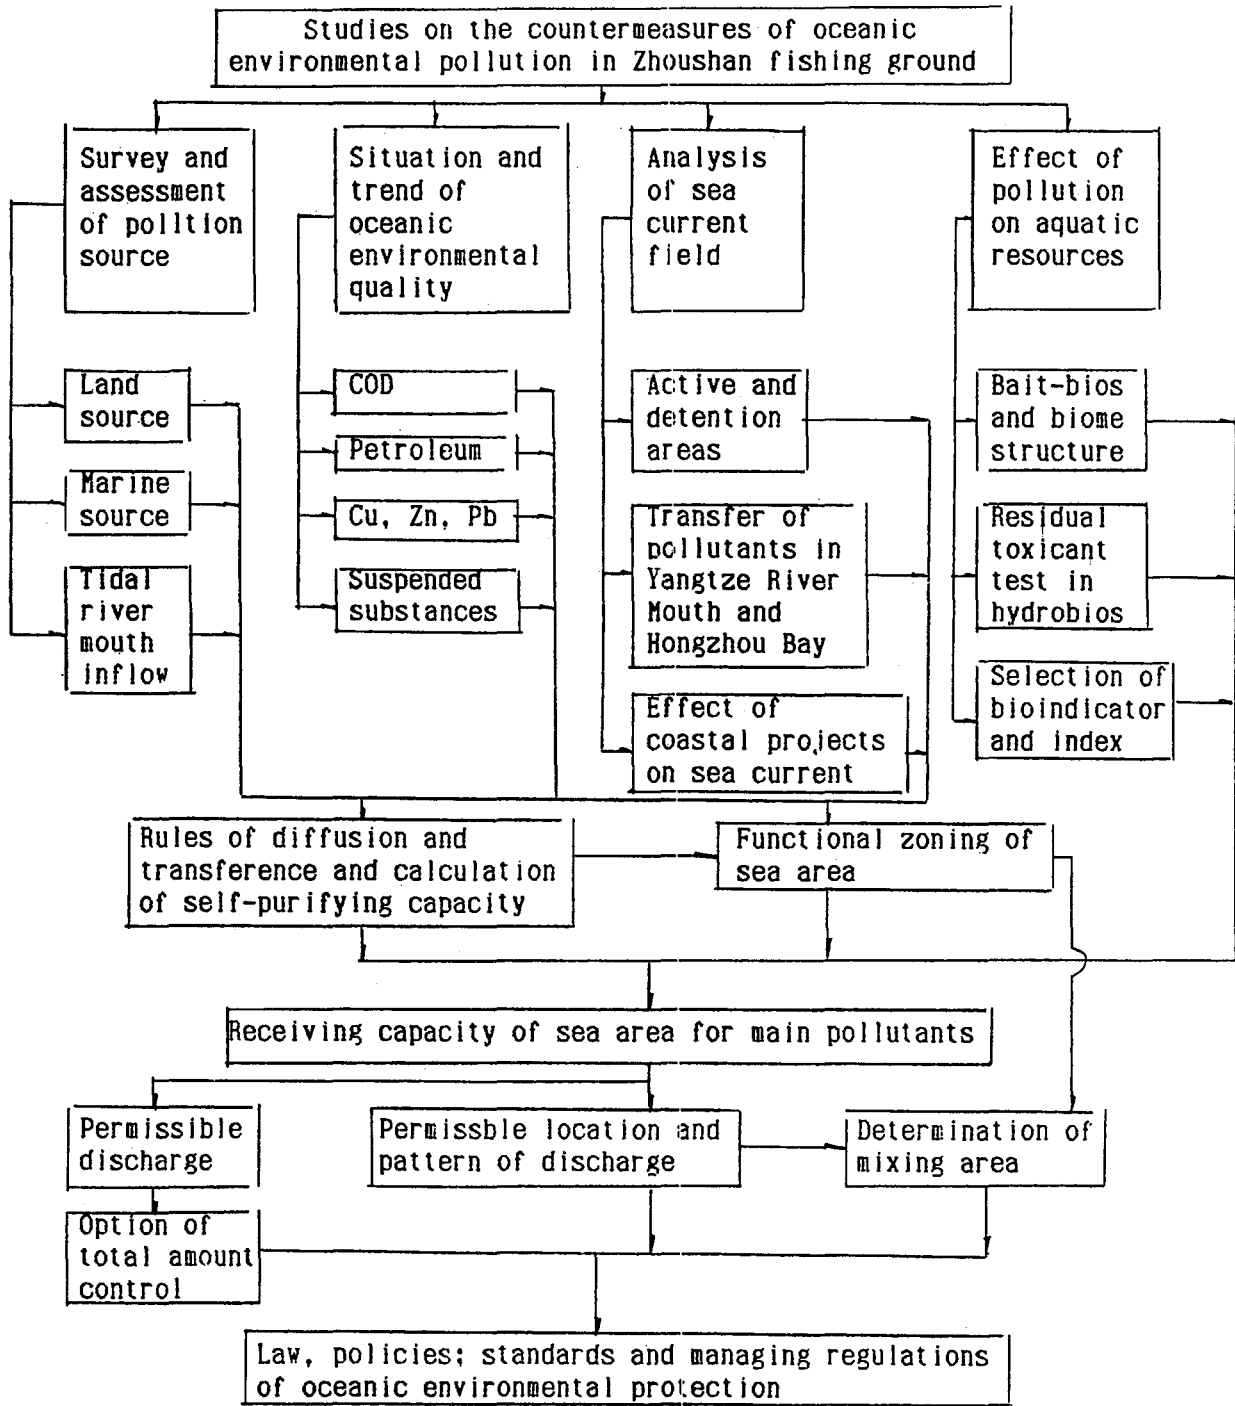 Studies on the countermeasures of oceanic
environmental pollution in Zhoushan fishing ground
Survey and
assessment
of polltion
source
Situation and
trend of
oceanic
environmental
quality
Analysis
of sea
current
field
Effect of
pollution
on aquatic
resources
Land
source
Marine
source
Tidal
river
mouth
inflow
COD
Petroleum
Cu, Zn, Pb
Suspended
substances
Active and
detention
areas
Transfer of
pollutants in
Yangtze River
Mouth and
Hongzhou Bay
Effect of
coastal projects
on sea current
Bait-bios
and biome
structure
Residual
toxicant
test in
hydrobios
Selection of
bioindicator
and index
Rules of diffusion and
transference and calculation
of self-purifying capacity
Functional zoning of
sea area
Receiving capacity of sea area for main pollutants
Permissible
discharge
Permissble location and
pattern of discharge
Determination of
mixing area
Option of
total amount
control
Law, policies; standards and managing regulations
of oceanic environmental protection